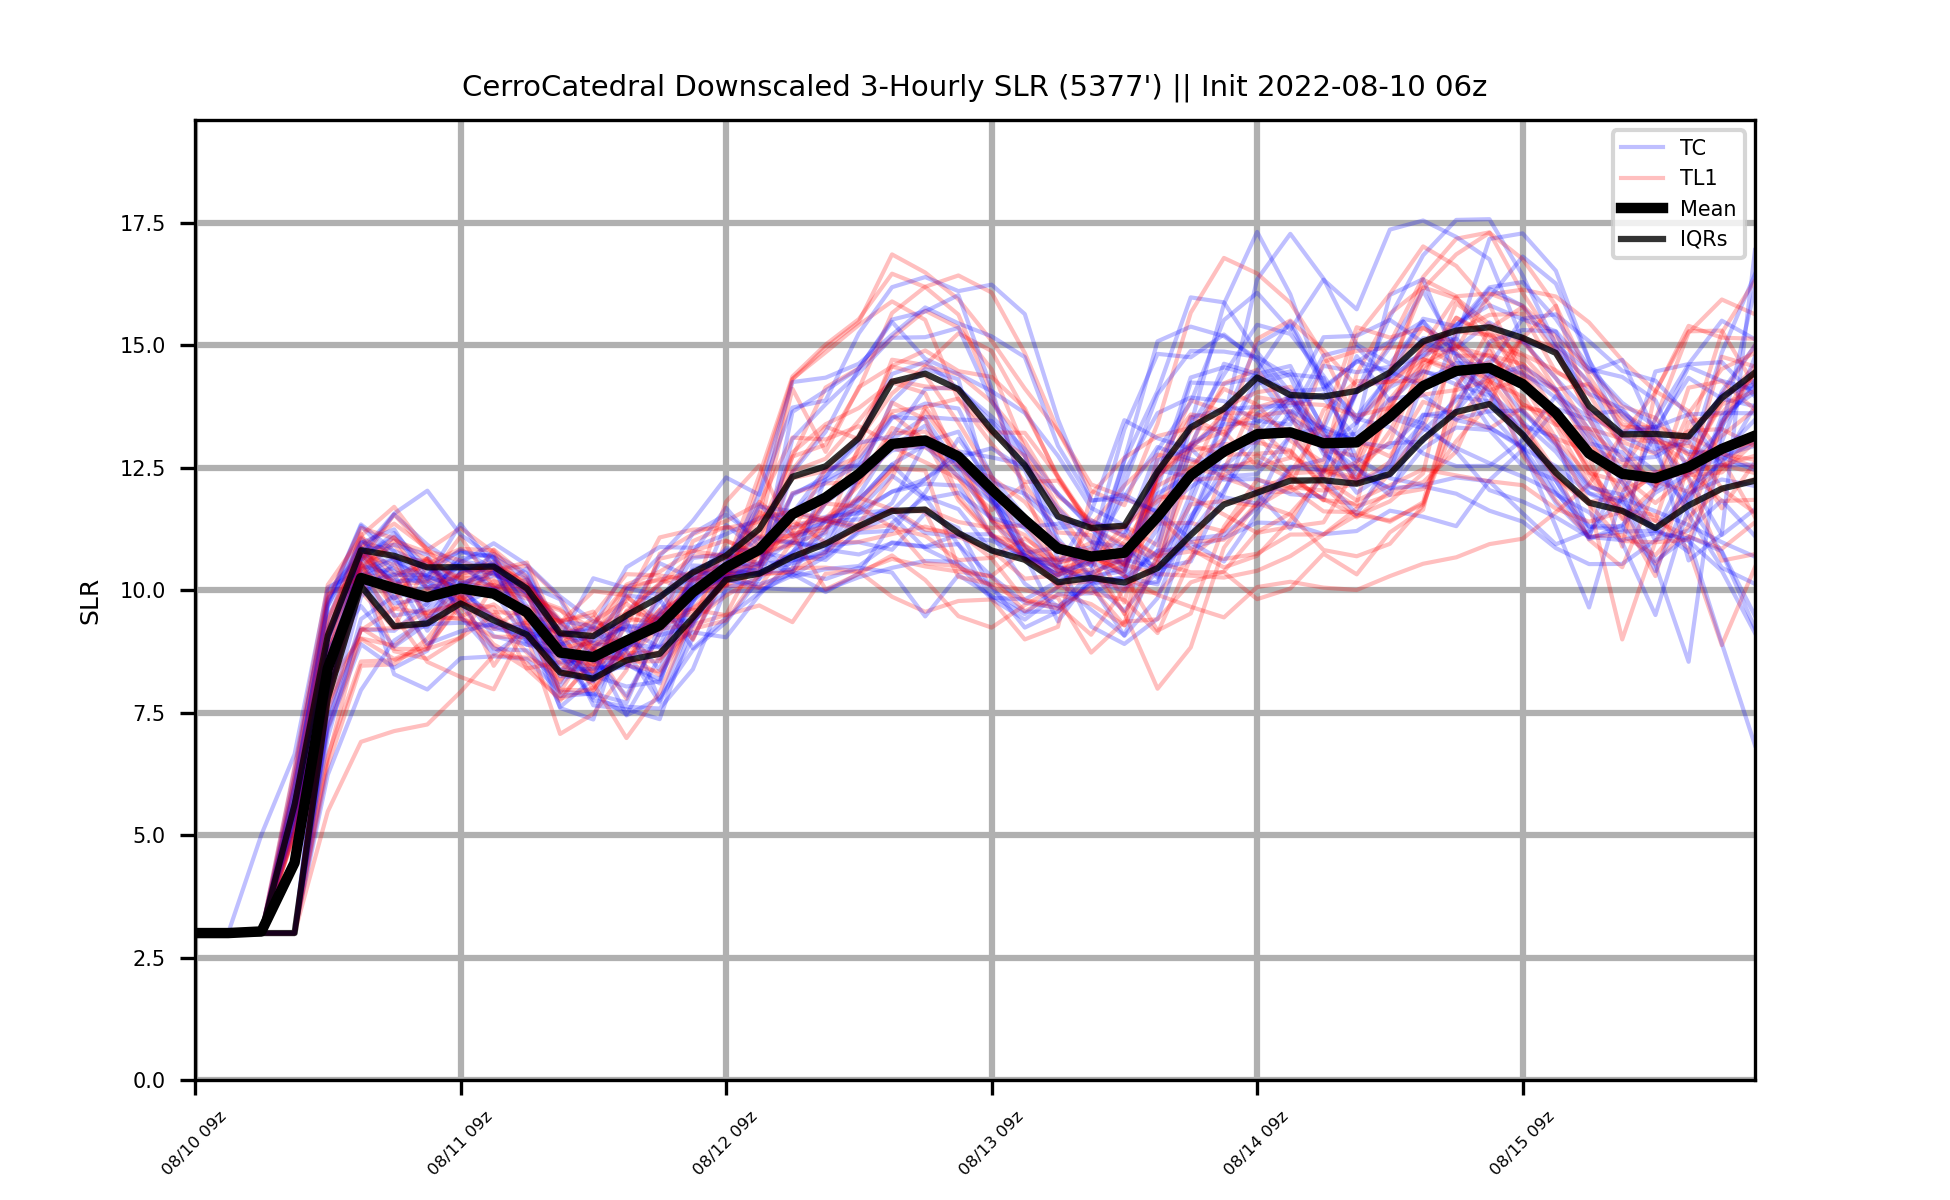 CerroCatedral Downscaled 3-Hourly SLR (5377') || Init 2022-08-10 06z
TC
TL1
Mean
IQRs
SLR
17.5
15.0
12.5
10.0
7.5
5.0
2.5
0.0
08/10 09z
08/11 09z
08/12 09z
08/13 09z
08/14 09z
08/15 09z